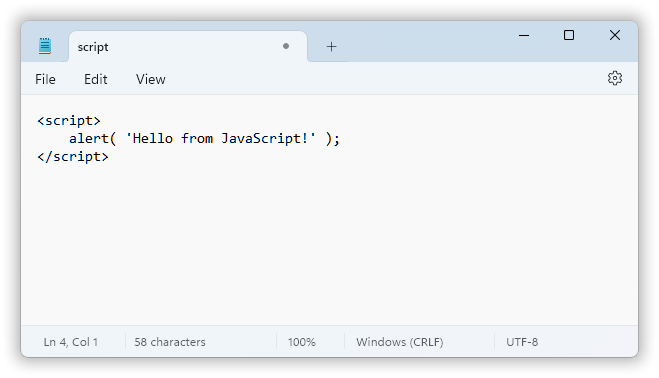 script
File Edit View
<script>
    alert( 'Hello from JavaScript!' );
</script>
Ln 4, Col 1 58 characters 100% Windows (CRLF) UTF-8